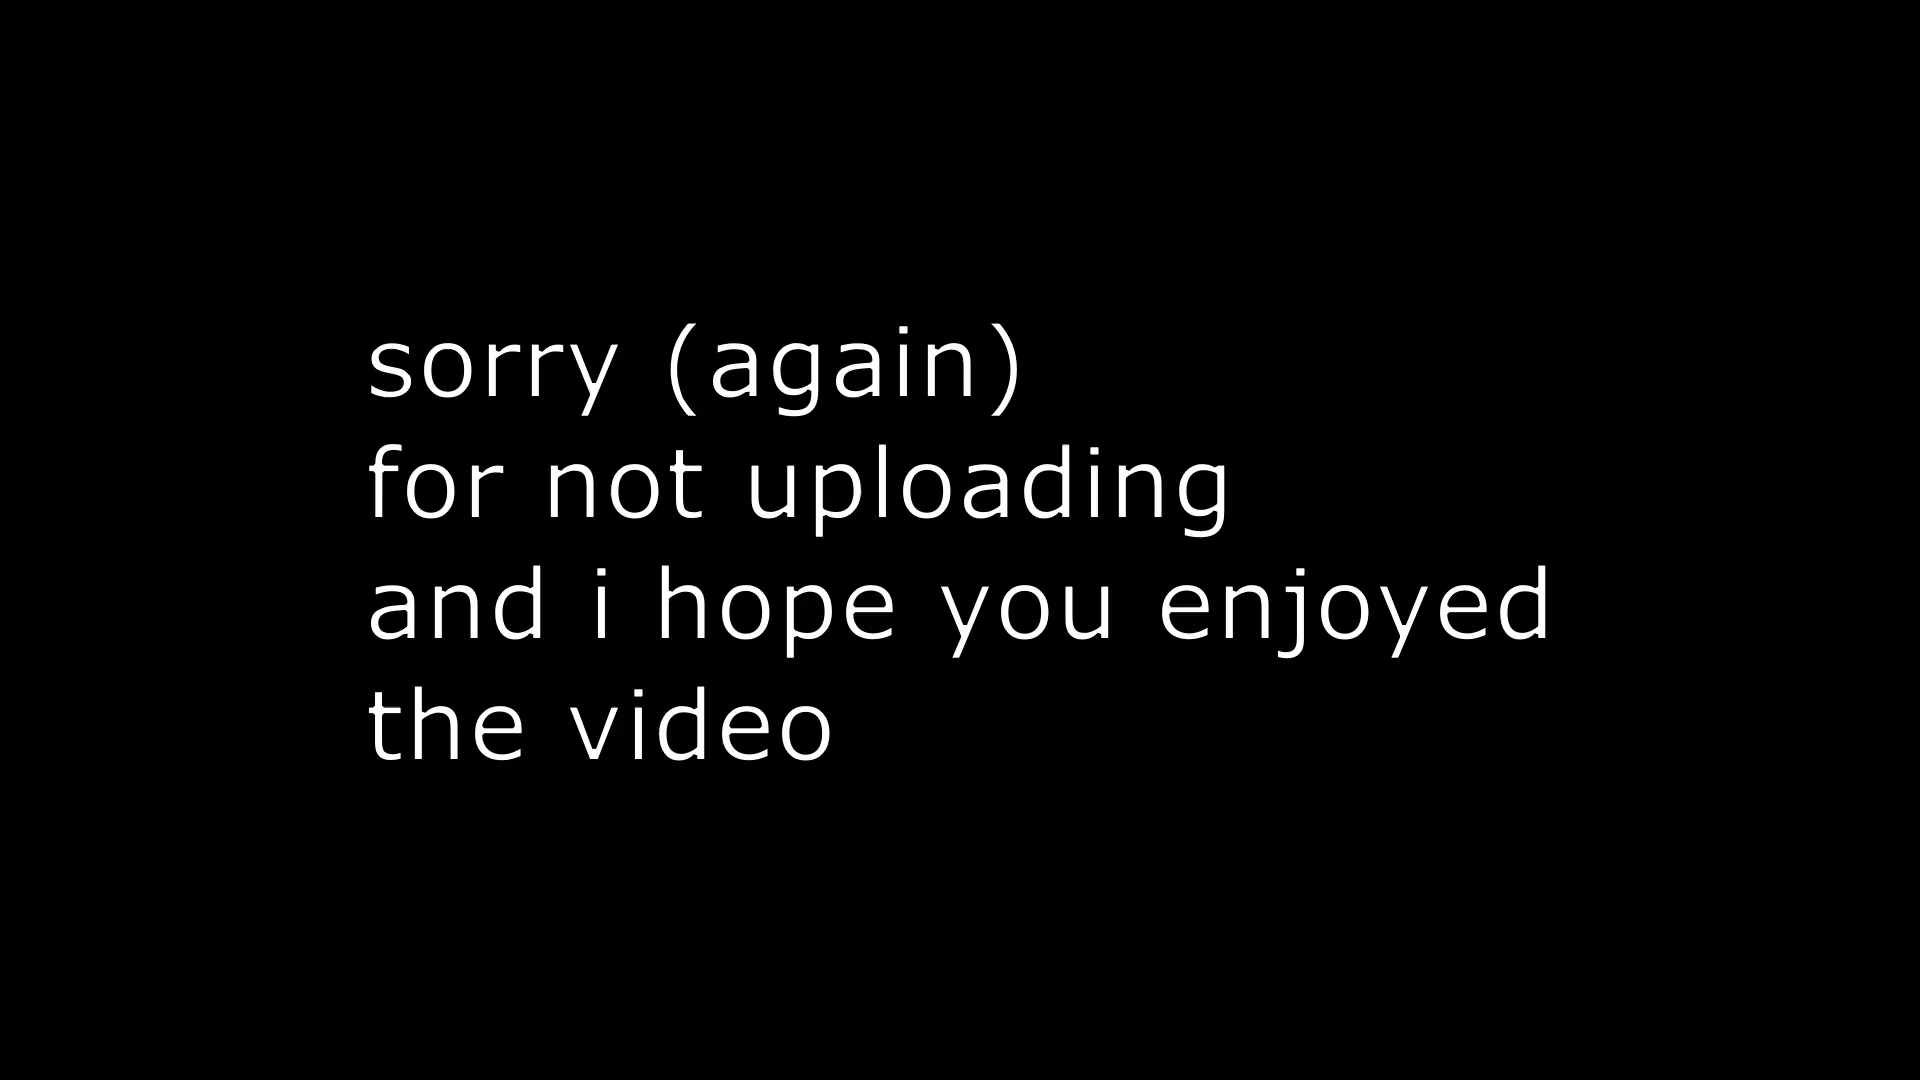 sorry (again)
for not uploading
and i hope you enjoyed
the video